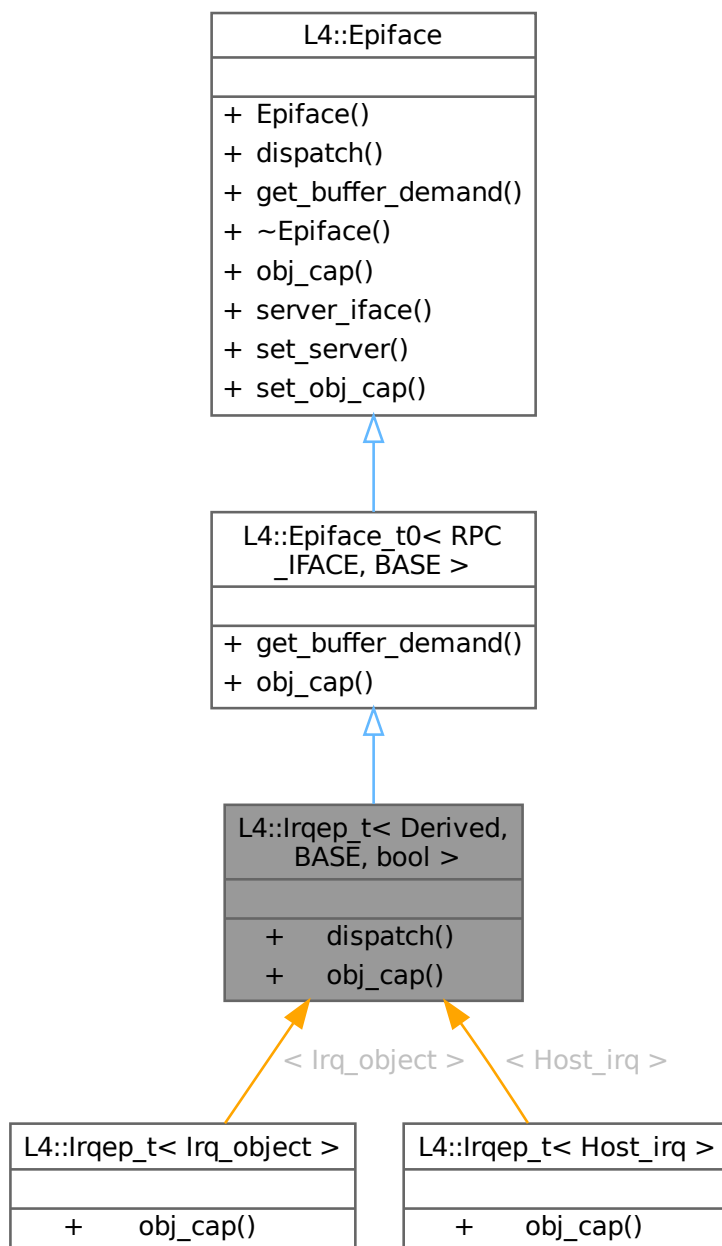 L4::Epiface
+ Epiface()
+ dispatch()
+ get_buffer_demand()
+ ~Epiface()
+ obj_cap()
+ server_iface()
+ set_server()
+ set_obj_cap()
L4::Epiface_t0< RPC
_IFACE, BASE >
+ get_buffer_demand()
+ obj_cap()
L4::Irqep_t< Derived,
BASE, bool >
+ dispatch()
+ obj_cap()
< Irq_object >
< Host_irq >
L4::Irqep_t< Irq_object >
+ obj_cap()
L4::Irqep_t< Host_irq >
+ obj_cap()